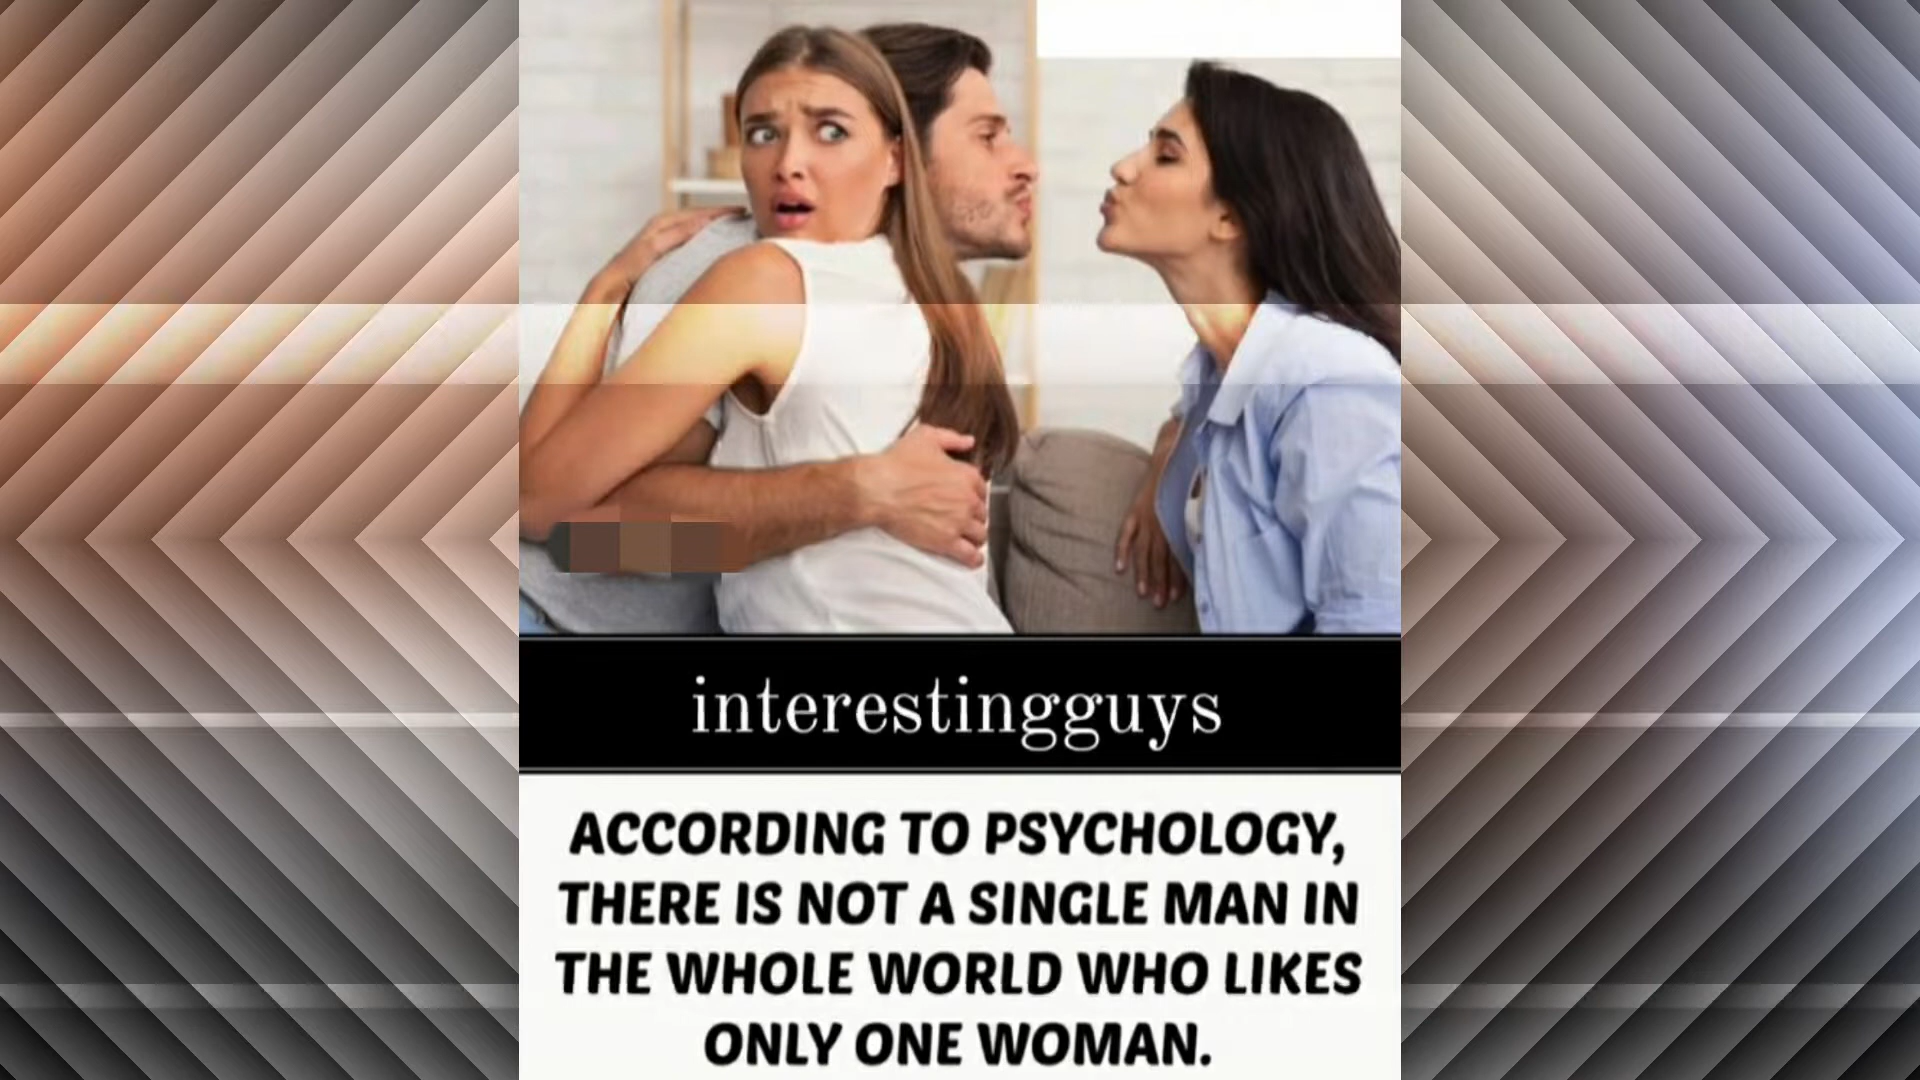 interestingguys
ACCORDING TO PSYCHOLOGY,
THERE IS NOT A SINGLE MAN IN
THE WHOLE WORLD WHO LIKES
ONLY ONE WOMAN.